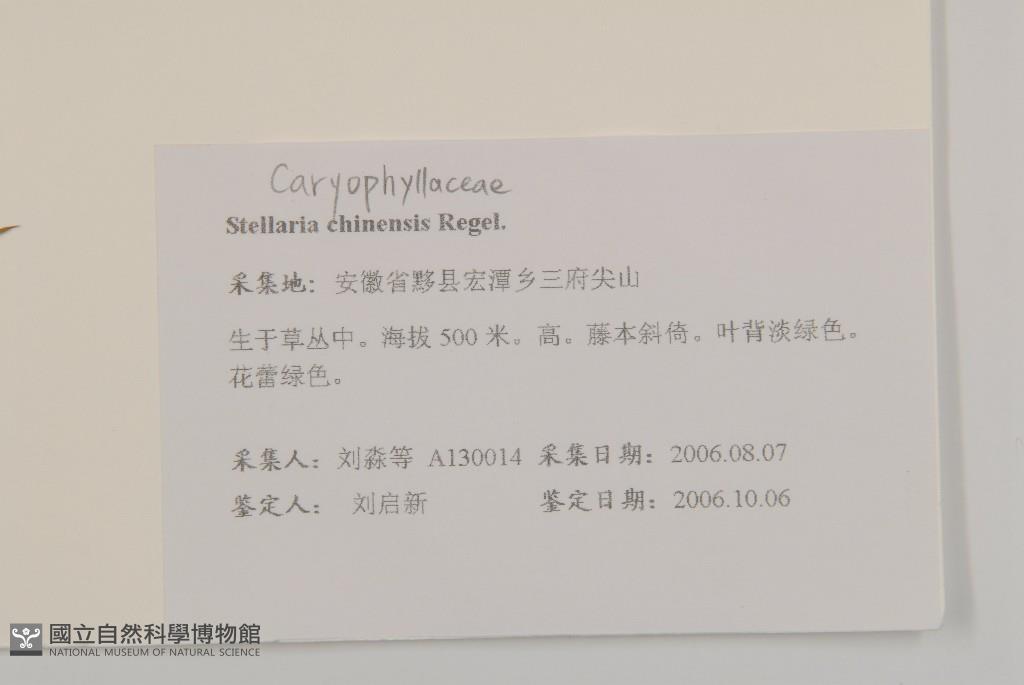 Caryophyllaceae
Stellaria chinensis Regel.
采集地：安徽省黟县宏潭乡三府尖山
生于草丛中。海拔 500 米。高。藤本斜倚。叶背淡绿色。
花蕾绿色。
采集人：刘淼等 A130014 采集日期：2006.08.07
鉴定人： 刘启新 鉴定日期：2006.10.06
國立自然科學博物館
NATIONAL MUSEUM OF NATURAL SCIENCE